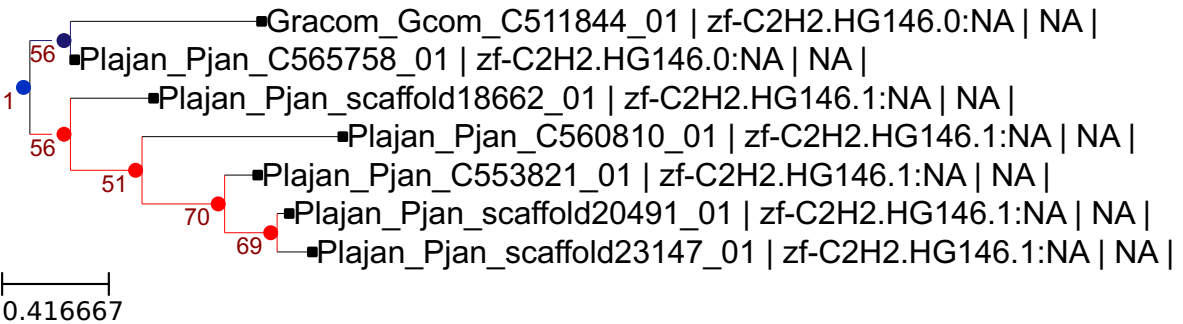 Gracom_Gcom_C511844_01 | zf-C2H2.HG146.0:NA | NA |
56
Plajan_Pjan_C565758_01 | zf-C2H2.HG146.0:NA | NA |
1
Plajan_Pjan_scaffold18662_01 | zf-C2H2.HG146.1:NA | NA |
56
Plajan_Pjan_C560810_01 | zf-C2H2.HG146.1:NA | NA |
51
Plajan_Pjan_C553821_01 | zf-C2H2.HG146.1:NA | NA |
70
Plajan_Pjan_scaffold20491_01 | zf-C2H2.HG146.1:NA | NA |
69
Plajan_Pjan_scaffold23147_01 | zf-C2H2.HG146.1:NA | NA |
0.416667